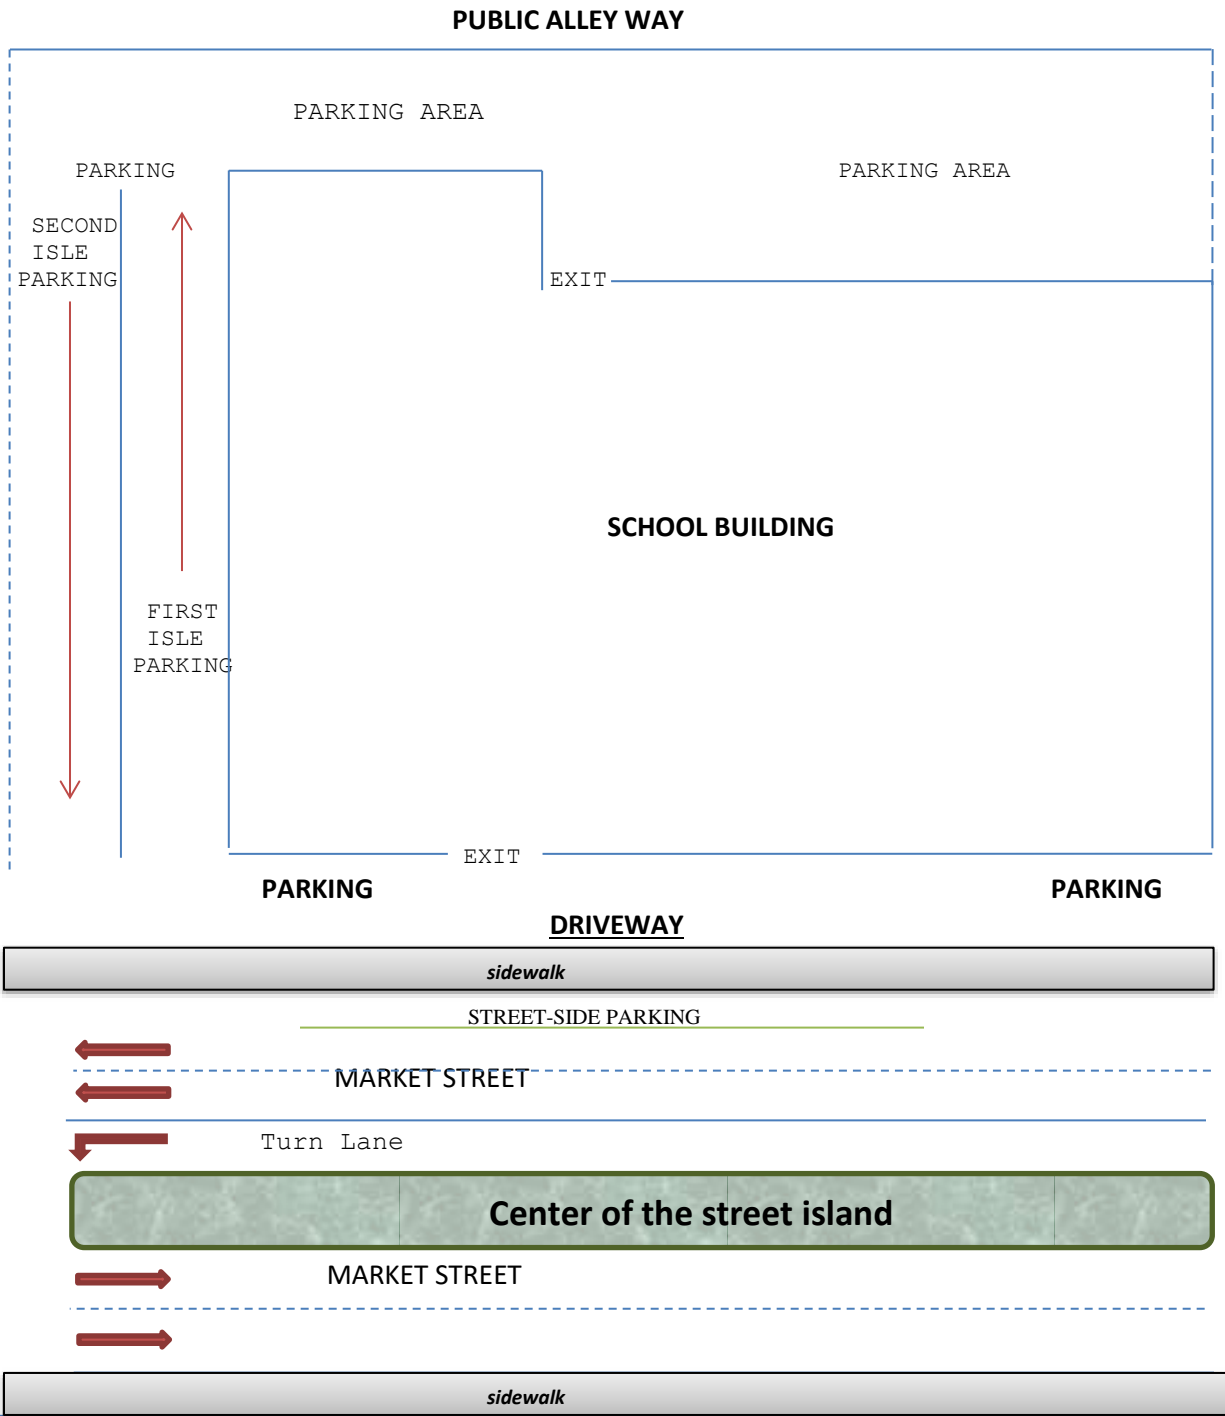 PUBLIC ALLEY WAY
PARKING AREA
PARKING
PARKING AREA
SECOND
ISLE
PARKING
EXIT
SCHOOL BUILDING
FIRST
ISLE
PARKING
EXIT
PARKING
PARKING
DRIVEWAY
sidewalk
STREET-SIDE PARKING
MARKET STREET
Turn Lane
Center of the street island
MARKET STREET
sidewalk